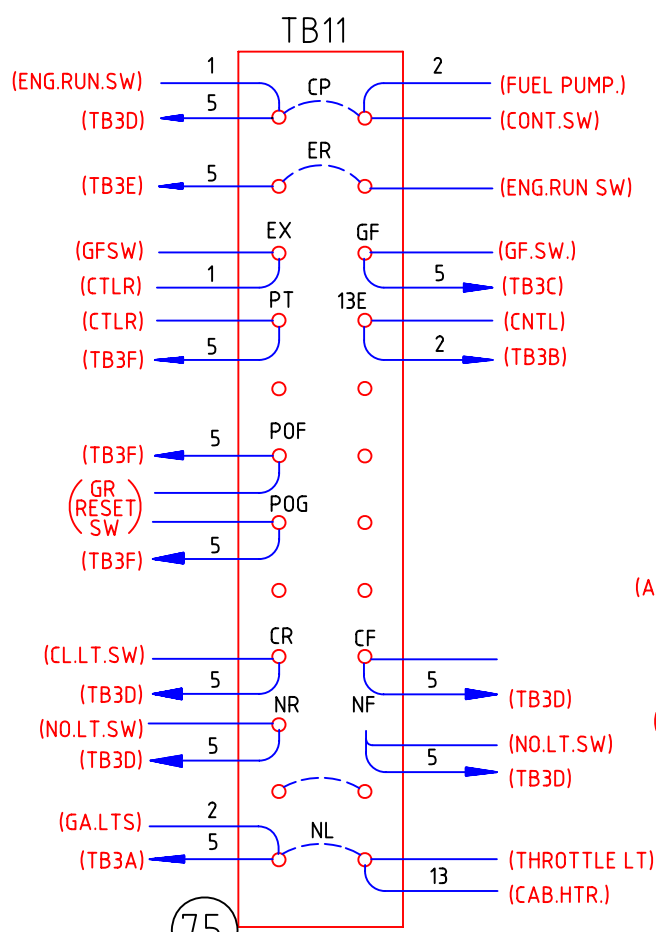 TB11
(ENG.RUN.SW) 1 2 (FUEL PUMP.)
CP
(TB3D) 5 (CONT.SW)
ER
(TB3E) 5 (ENG.RUN SW)
EX GF
(GFSW) (GF.SW.)
(CTLR) 1 5 (TB3C)
PT 13E
(CTLR) (CNTL)
(TB3F) 5 2 (TB3B)
POF
(TB3F) 5
(GR
RESET
SW)
POG
(TB3F) 5
(A
CR CF
(CL.LT.SW)
(TB3D) 5 5 (TB3D)
NR NF
(NO.LT.SW) (NO.LT.SW)
(TB3D) 5 5 (TB3D)
(GA.LTS) 2
NL
(TB3A) 5 (THROTTLE LT)
13 (CAB.HTR.)
75